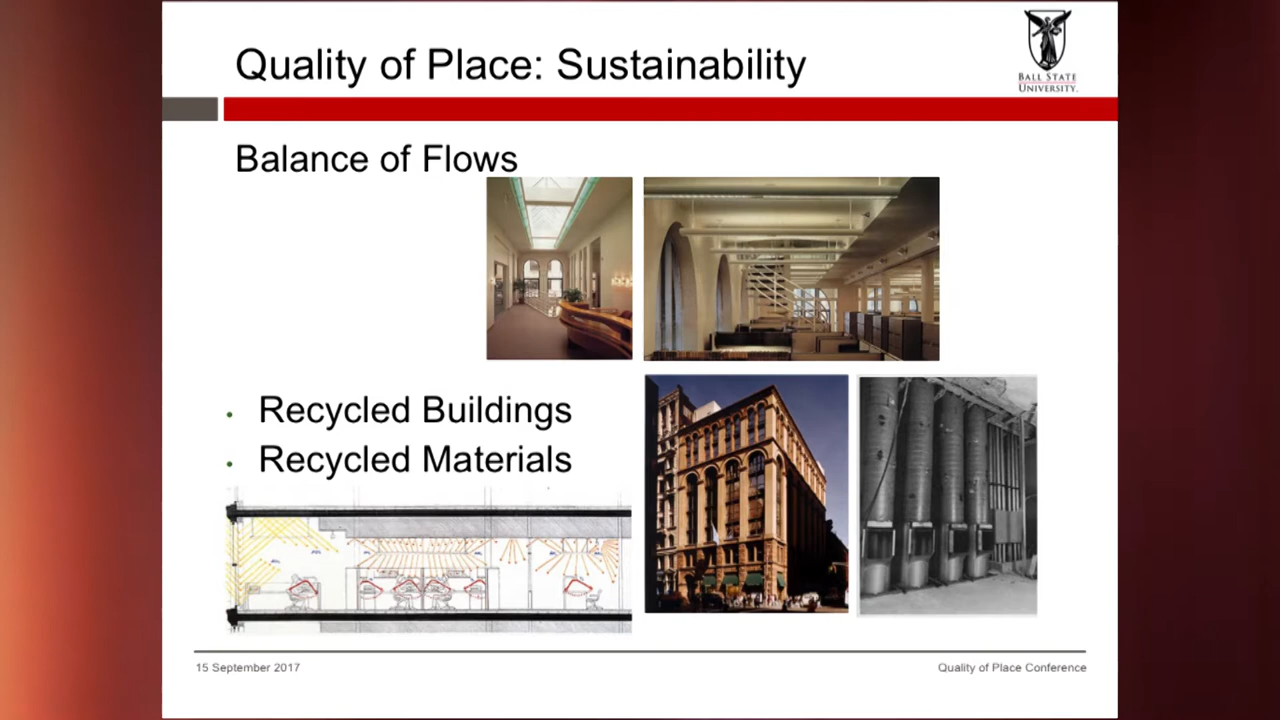 Quality of Place: Sustainability
BALL STATE
UNIVERSITY.
Balance of Flows
• Recycled Buildings
• Recycled Materials
15 September 2017
Quality of Place Conference